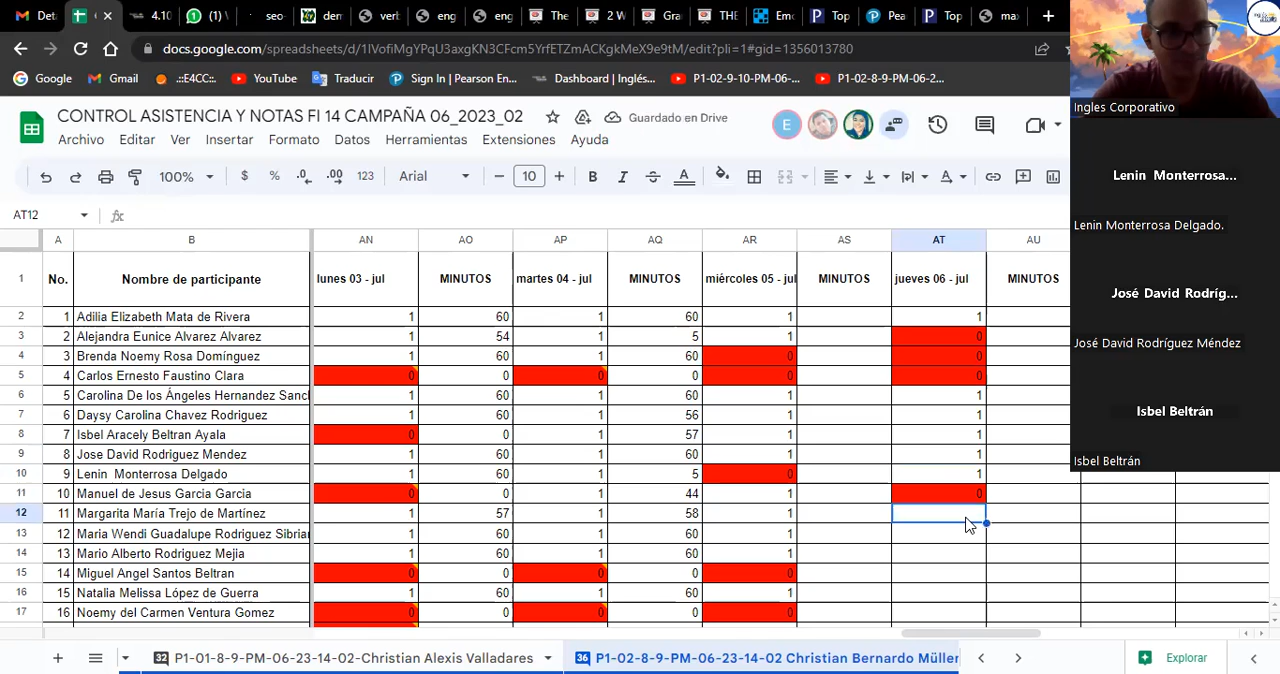 Deta
4.10
(1)
seo
den
verb
eng
eng
The
2 W
Gra
THE
Emo
Top
Pea
Top
max
docs.google.com/spreadsheets/d/1IVofiMgYPqU3axgKN3CFcm5YrfETZmACKgkMeX9e9tM/edit?pli=1#gid=1356013780
Google Gmail .::E4CC::. YouTube Traducir Sign In | Pearson En... Dashboard | Inglés... P1-02-9-10-PM-06-... P1-02-8-9-PM-06-2...
CONTROL ASISTENCIA Y NOTAS FI 14 CAMPAÑA 06_2023_02 Guardado en Drive
E
Archivo Editar Ver Insertar Formato Datos Herramientas Extensiones Ayuda
100% $ % .0 .00 123 Arial 10 B I A
AT12 fx
A B AN AO AP AQ AR AS AT AU
1 No. Nombre de participante lunes 03 - jul MINUTOS martes 04 - jul MINUTOS miércoles 05 - jul MINUTOS jueves 06 - jul MINUTOS
2 1 Adilia Elizabeth Mata de Rivera 1 60 1 60 1 1
3 2 Alejandra Eunice Alvarez Alvarez 1 54 1 5 1 0
4 3 Brenda Noemy Rosa Domínguez 1 60 1 60 0 0
5 4 Carlos Ernesto Faustino Clara 0 0 0 0 0 0
6 5 Carolina De los Ángeles Hernandez Sanc 1 60 1 60 1 1
7 6 Daysy Carolina Chavez Rodriguez 1 60 1 56 1 1
8 7 Isbel Aracely Beltran Ayala 0 0 1 57 1 1
9 8 Jose David Rodriguez Mendez 1 60 1 60 1 1
10 9 Lenin Monterrosa Delgado 1 60 1 5 0 1
11 10 Manuel de Jesus Garcia Garcia 0 0 1 44 1 0
12 11 Margarita María Trejo de Martínez 1 57 1 58 1
13 12 Maria Wendi Guadalupe Rodriguez Sibrian 1 60 1 60 1
14 13 Mario Alberto Rodriguez Mejia 1 60 1 60 1
15 14 Miguel Angel Santos Beltran 0 0 0 0 0
16 15 Natalia Melissa López de Guerra 1 60 1 60 1
17 16 Noemy del Carmen Ventura Gomez 0 0 0 0 0
32 P1-01-8-9-PM-06-23-14-02-Christian Alexis Valladares 36 P1-02-8-9-PM-06-23-14-02 Christian Bernardo Müller
Explorar
Ingles Corporativo
Lenin Monterrosa...
Lenin Monterrosa Delgado.
José David Rodríg...
José David Rodríguez Méndez
Isbel Beltrán
Isbel Beltrán